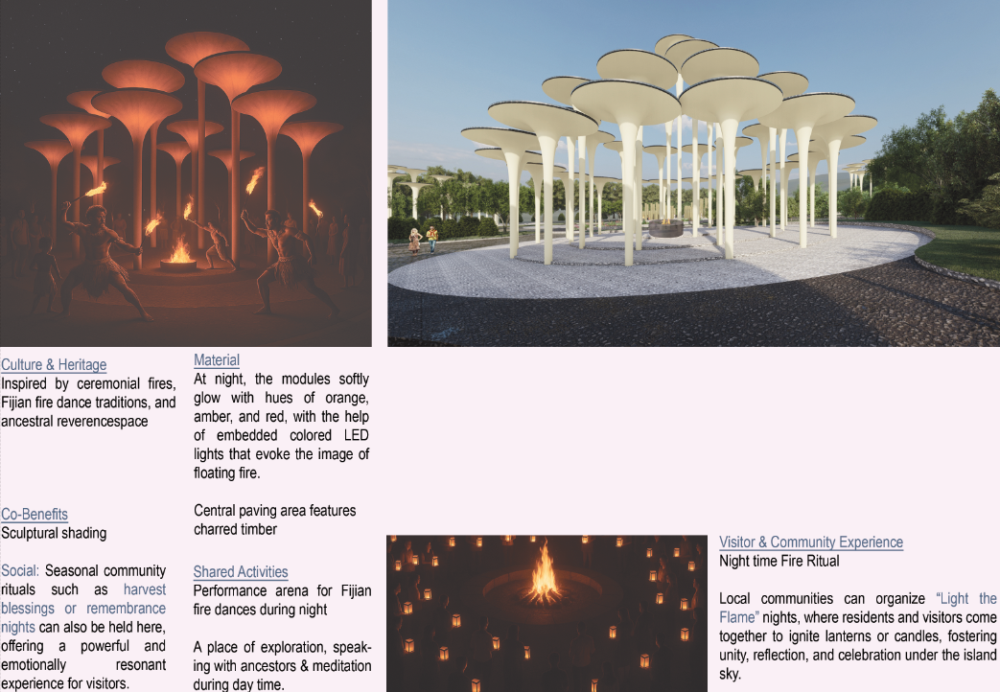 Culture & Heritage
Inspired by ceremonial fires,
Fijian fire dance traditions, and
ancestral reverencespace
Co-Benefits
Sculptural shading
Social: Seasonal community
rituals such as harvest
blessings or remembrance
nights can also be held here,
offering a powerful and
emotionally resonant
experience for visitors.
Material
At night, the modules softly
glow with hues of orange,
amber, and red, with the help
of embedded colored LED
lights that evoke the image of
floating fire.
Central paving area features
charred timber
Shared Activities
Performance arena for Fijian
fire dances during night
A place of exploration, speak-
ing with ancestors & meditation
during day time.
Visitor & Community Experience
Night time Fire Ritual
Local communities can organize “Light the
Flame” nights, where residents and visitors come
together to ignite lanterns or candles, fostering
unity, reflection, and celebration under the island
sky.